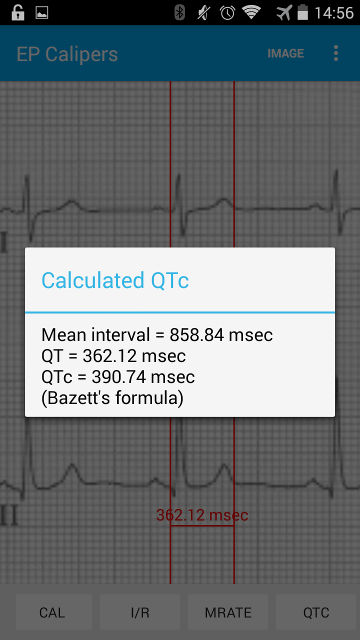 14:56
EP Calipers
IMAGE
I
Calculated QTc
Mean interval = 858.84 msec
QT = 362.12 msec
QTc = 390.74 msec
(Bazett's formula)
II
362.12 msec
CAL
I/R
MRATE
QTC